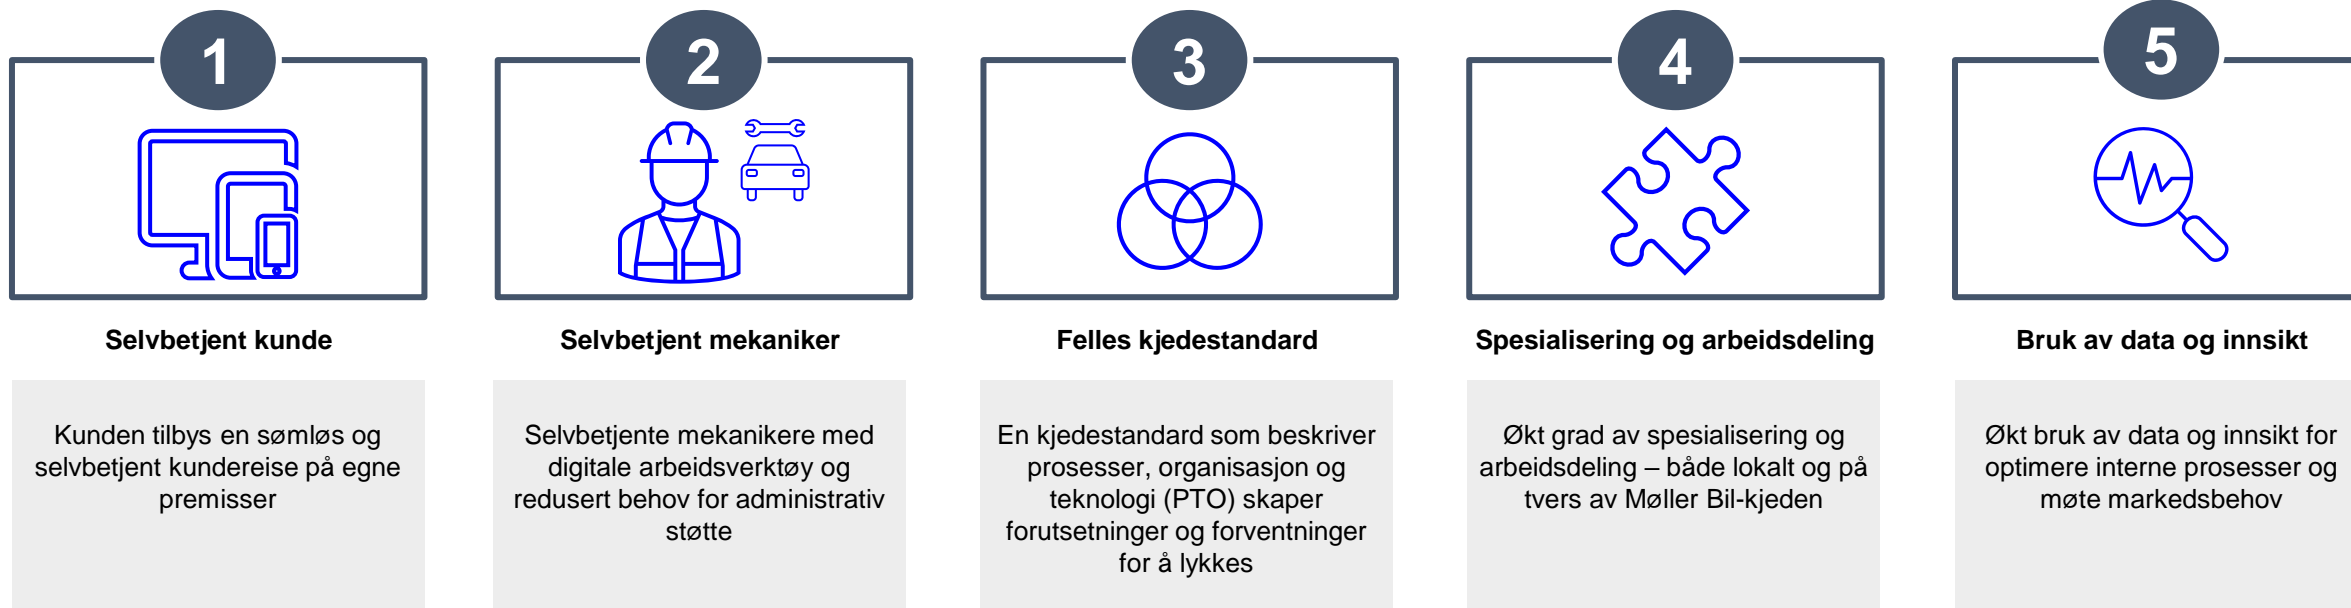 1
Selvbetjent kunde
Kunden tilbys en sømløs og
selvbetjent kundereise på egne
premisser
2
Selvbetjent mekaniker
Selvbetjente mekanikere med
digitale arbeidsverktøy og
redusert behov for administrativ
støtte
3
Felles kjedestandard
En kjedestandard som beskriver
prosesser, organisasjon og
teknologi (PTO) skaper
forutsetninger og forventninger
for å lykkes
4
Spesialisering og arbeidsdeling
Økt grad av spesialisering og
arbeidsdeling – både lokalt og på
tvers av Møller Bil-kjeden
5
Bruk av data og innsikt
Økt bruk av data og innsikt for
optimere interne prosesser og
møte markedsbehov